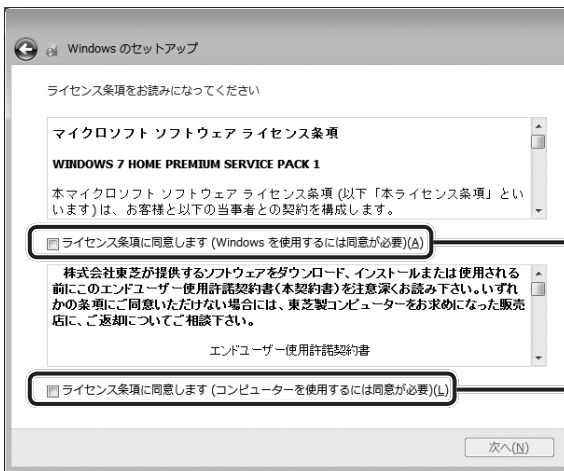 Windows のセットアップ
ライセンス条項をお読みになってください
マイクロソフト ソフトウェア ライセンス条項
WINDOWS 7 HOME PREMIUM SERVICE PACK 1
本マイクロソフト ソフトウェア ライセンス条項 (以下「本ライセンス条項」とい
います) は、お客様と以下の当事者との契約を構成します。
ライセンス条項に同意します (Windows を使用するには同意が必要)(A)
株式会社東芝が提供するソフトウェアをダウンロード、インストールまたは使用される
前にこのエンドユーザー使用許諾契約書(本契約書)を注意深くお読み下さい。いずれ
かの条項にご同意いただけない場合には、東芝製コンピューターをお求めになった販売
店に、ご返却についてご相談下さい。
エンドユーザー使用許諾契約書
ライセンス条項に同意します (コンピューターを使用するには同意が必要)(L)
次へ(N)